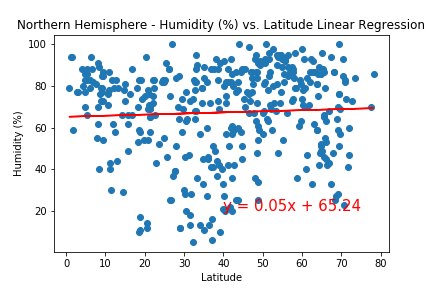 Northern Hemisphere - Humidity (%) vs. Latitude Linear Regression
100
80
60
40
20
Humidity (%)
y = 0.05x + 65.24
0 10 20 30 40 50 60 70 80
Latitude